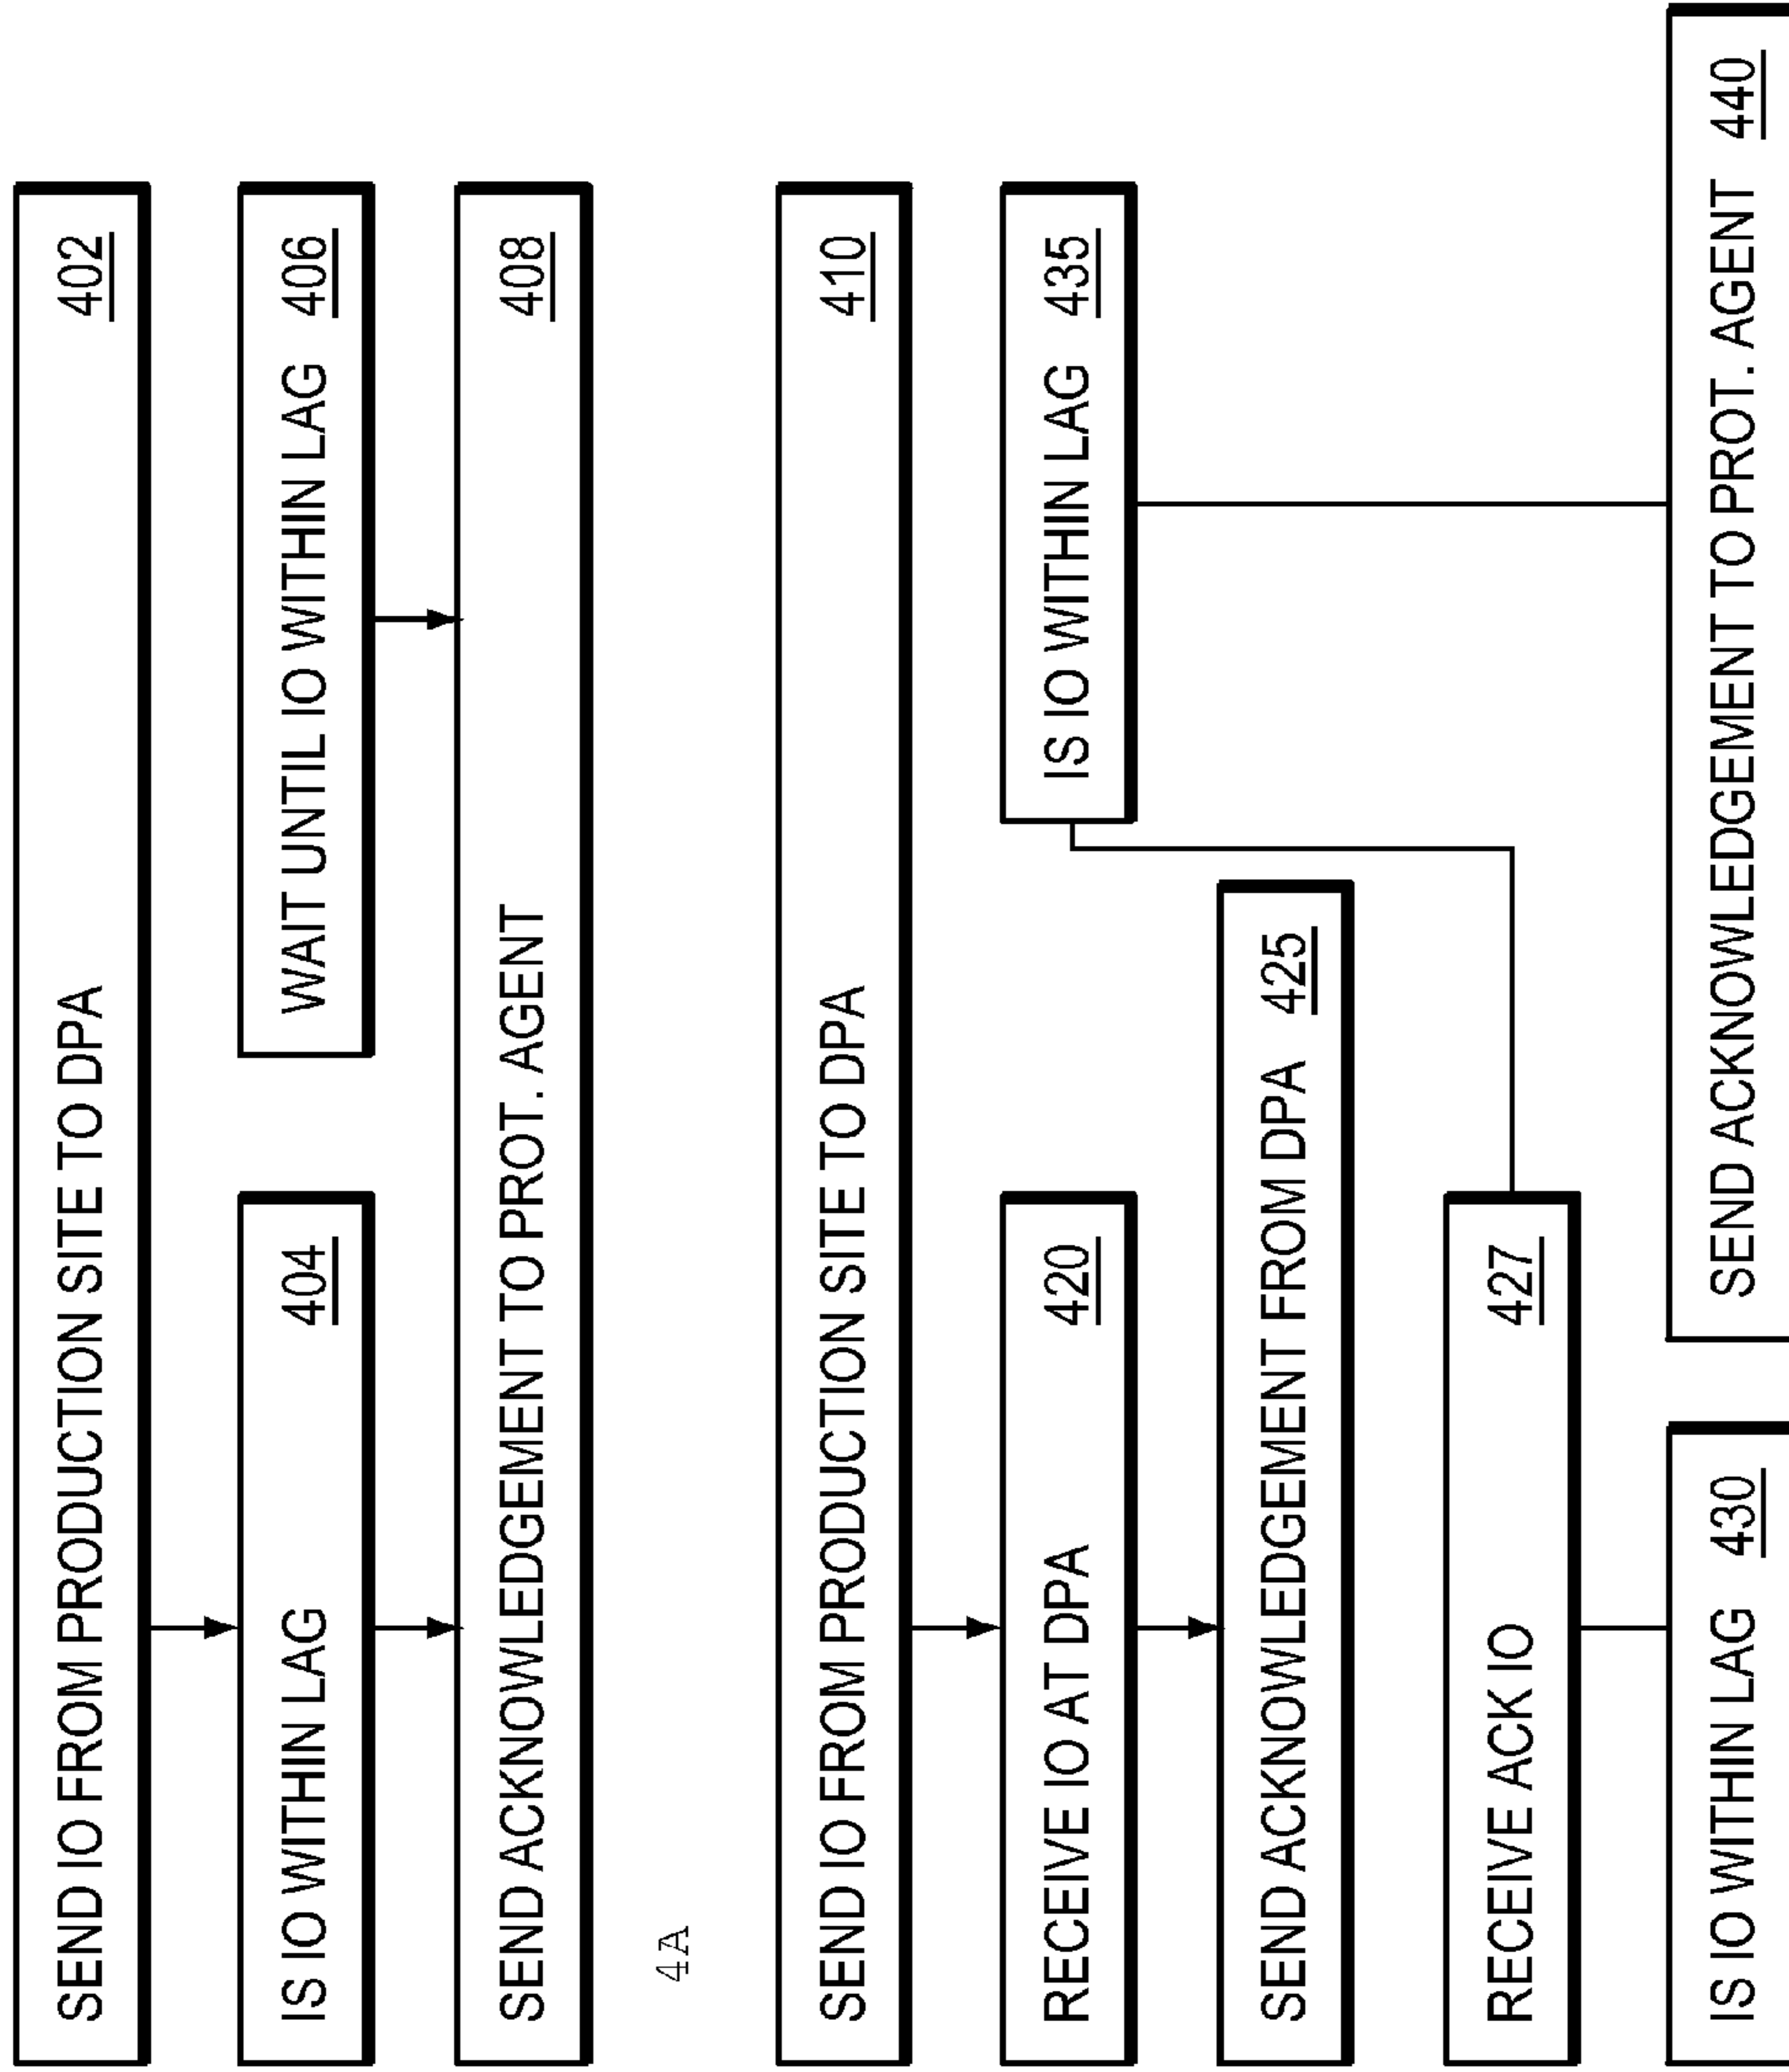 SEND IO FROM PRODUCTION SITE TO DPA 402
IS IO WITHIN LAG 404
WAIT UNTIL IO WITHIN LAG 406
SEND ACKNOWLEDGEMENT TO PROT. AGENT 408
4A
SEND IO FROM PRODUCTION SITE TO DPA 410
RECEIVE IO AT DPA 420
IS IO WITHIN LAG 435
SEND ACKNOWLEDGEMENT FROM DPA 425
RECEIVE ACK IO 427
IS IO WITHIN LAG 430
SEND ACKNOWLEDGEMENT TO PROT. AGENT 440